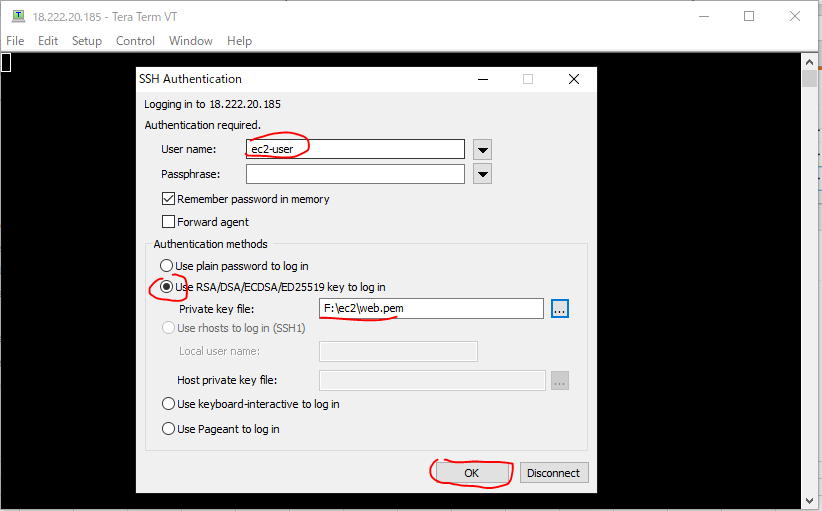 18.222.20.185 - Tera Term VT
File Edit Setup Control Window Help
SSH Authentication
Logging in to 18.222.20.185
Authentication required.
User name: ec2-user
Passphrase:
Remember password in memory
Forward agent
Authentication methods
Use plain password to log in
Use RSA/DSA/ECDSA/ED25519 key to log in
Private key file: F:\ec2\web.pem ...
Use rhosts to log in (SSH1)
Local user name:
Host private key file: ...
Use keyboard-interactive to log in
Use Pageant to log in
OK Disconnect